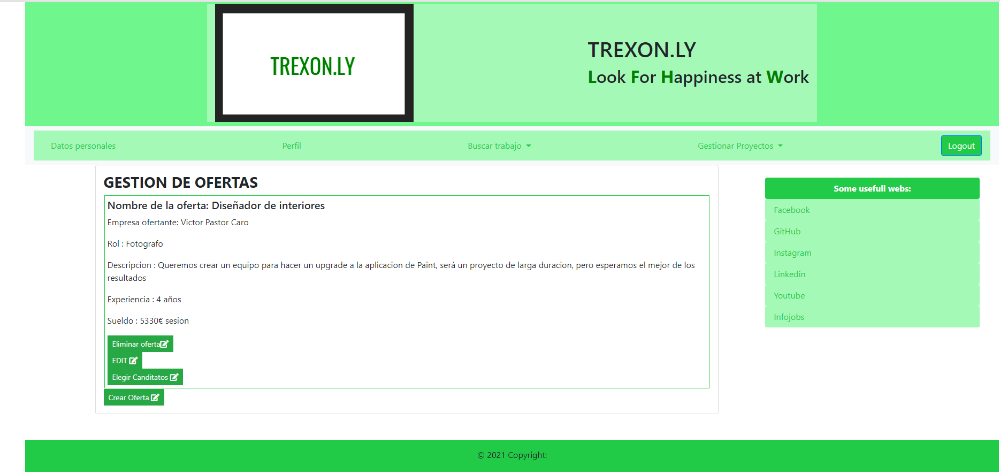 TREXON.LY
TREXON.LY
Look For Happiness at Work
Datos personales
Perfil
Buscar trabajo
Gestionar Proyectos
Logout
GESTION DE OFERTAS
Nombre de la oferta: Diseñador de interiores
Empresa ofertante: Victor Pastor Caro
Rol : Fotografo
Descripcion : Queremos crear un equipo para hacer un upgrade a la aplicacion de Paint, será un proyecto de larga duracion, pero esperamos el mejor de los
resultados
Experiencia : 4 años
Sueldo : 5330€ sesion
Eliminar oferta
EDIT
Elegir Canditatos
Crear Oferta
Some usefull webs:
Facebook
GitHub
Instagram
Linkedin
Youtube
Infojobs
© 2021 Copyright: